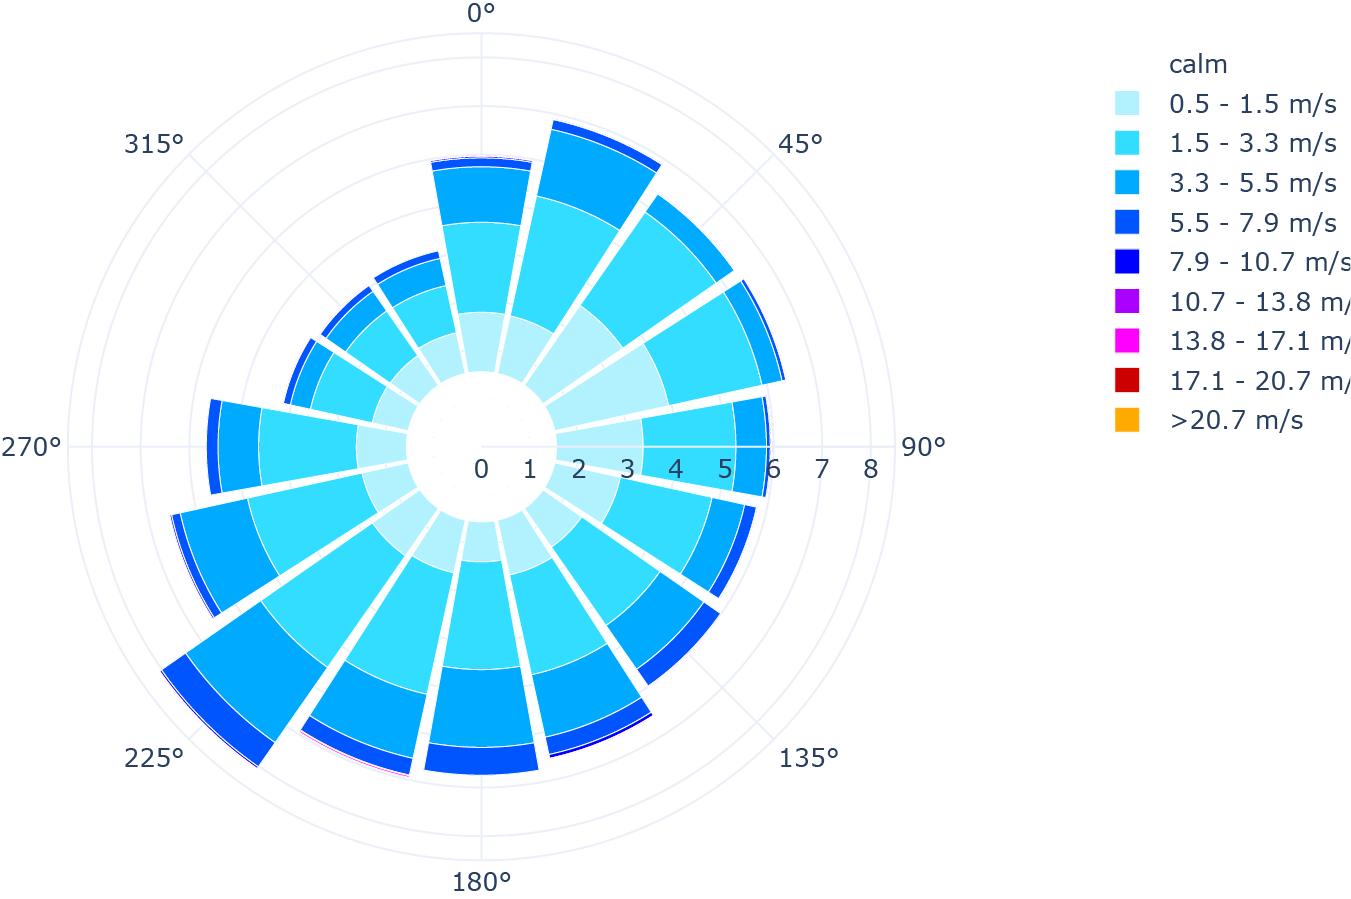 0°
45°
90°
135°
180°
225°
270°
315°
0 1 2 3 4 5 6 7 8
calm
0.5 - 1.5 m/s
1.5 - 3.3 m/s
3.3 - 5.5 m/s
5.5 - 7.9 m/s
7.9 - 10.7 m/s
10.7 - 13.8 m/
13.8 - 17.1 m/
17.1 - 20.7 m/
>20.7 m/s